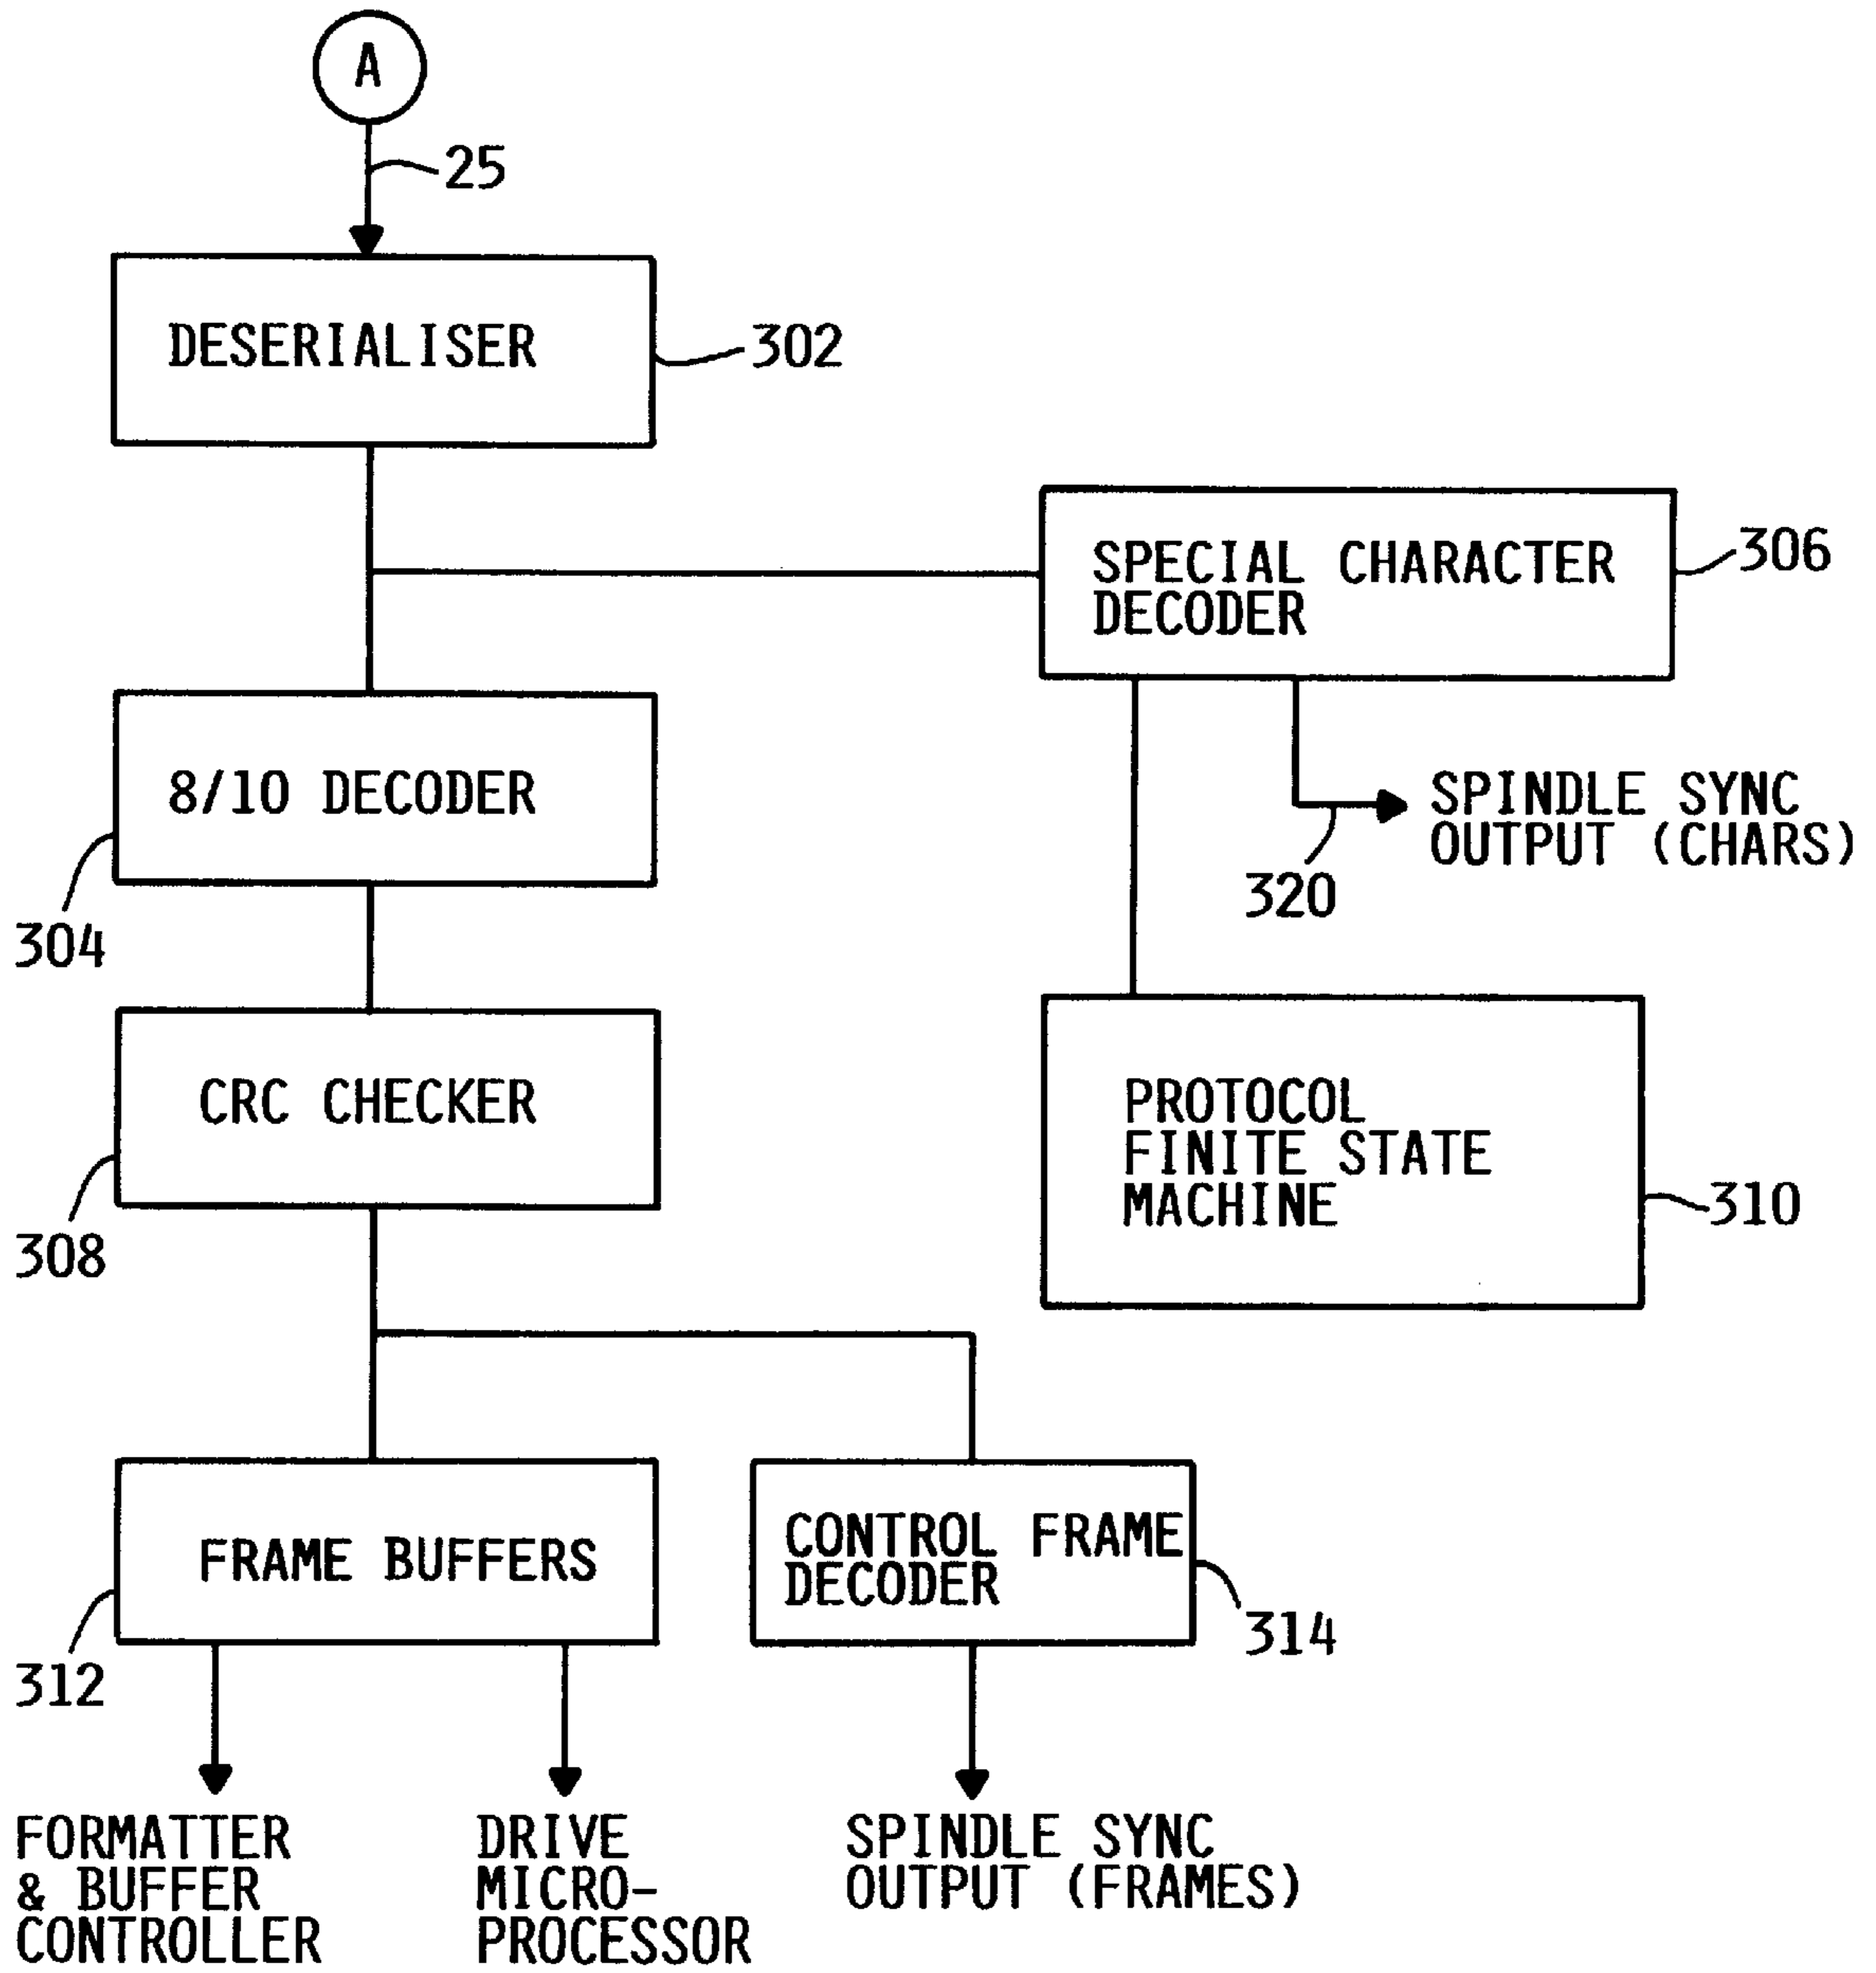 A
25
DESERIALISER
302
SPECIAL CHARACTER
DECODER
306
8/10 DECODER
304
SPINDLE SYNC
OUTPUT (CHARS)
320
CRC CHECKER
308
PROTOCOL
FINITE STATE
MACHINE
310
FRAME BUFFERS
312
CONTROL FRAME
DECODER
314
FORMATTER
& BUFFER
CONTROLLER
DRIVE
MICRO-
PROCESSOR
SPINDLE SYNC
OUTPUT (FRAMES)